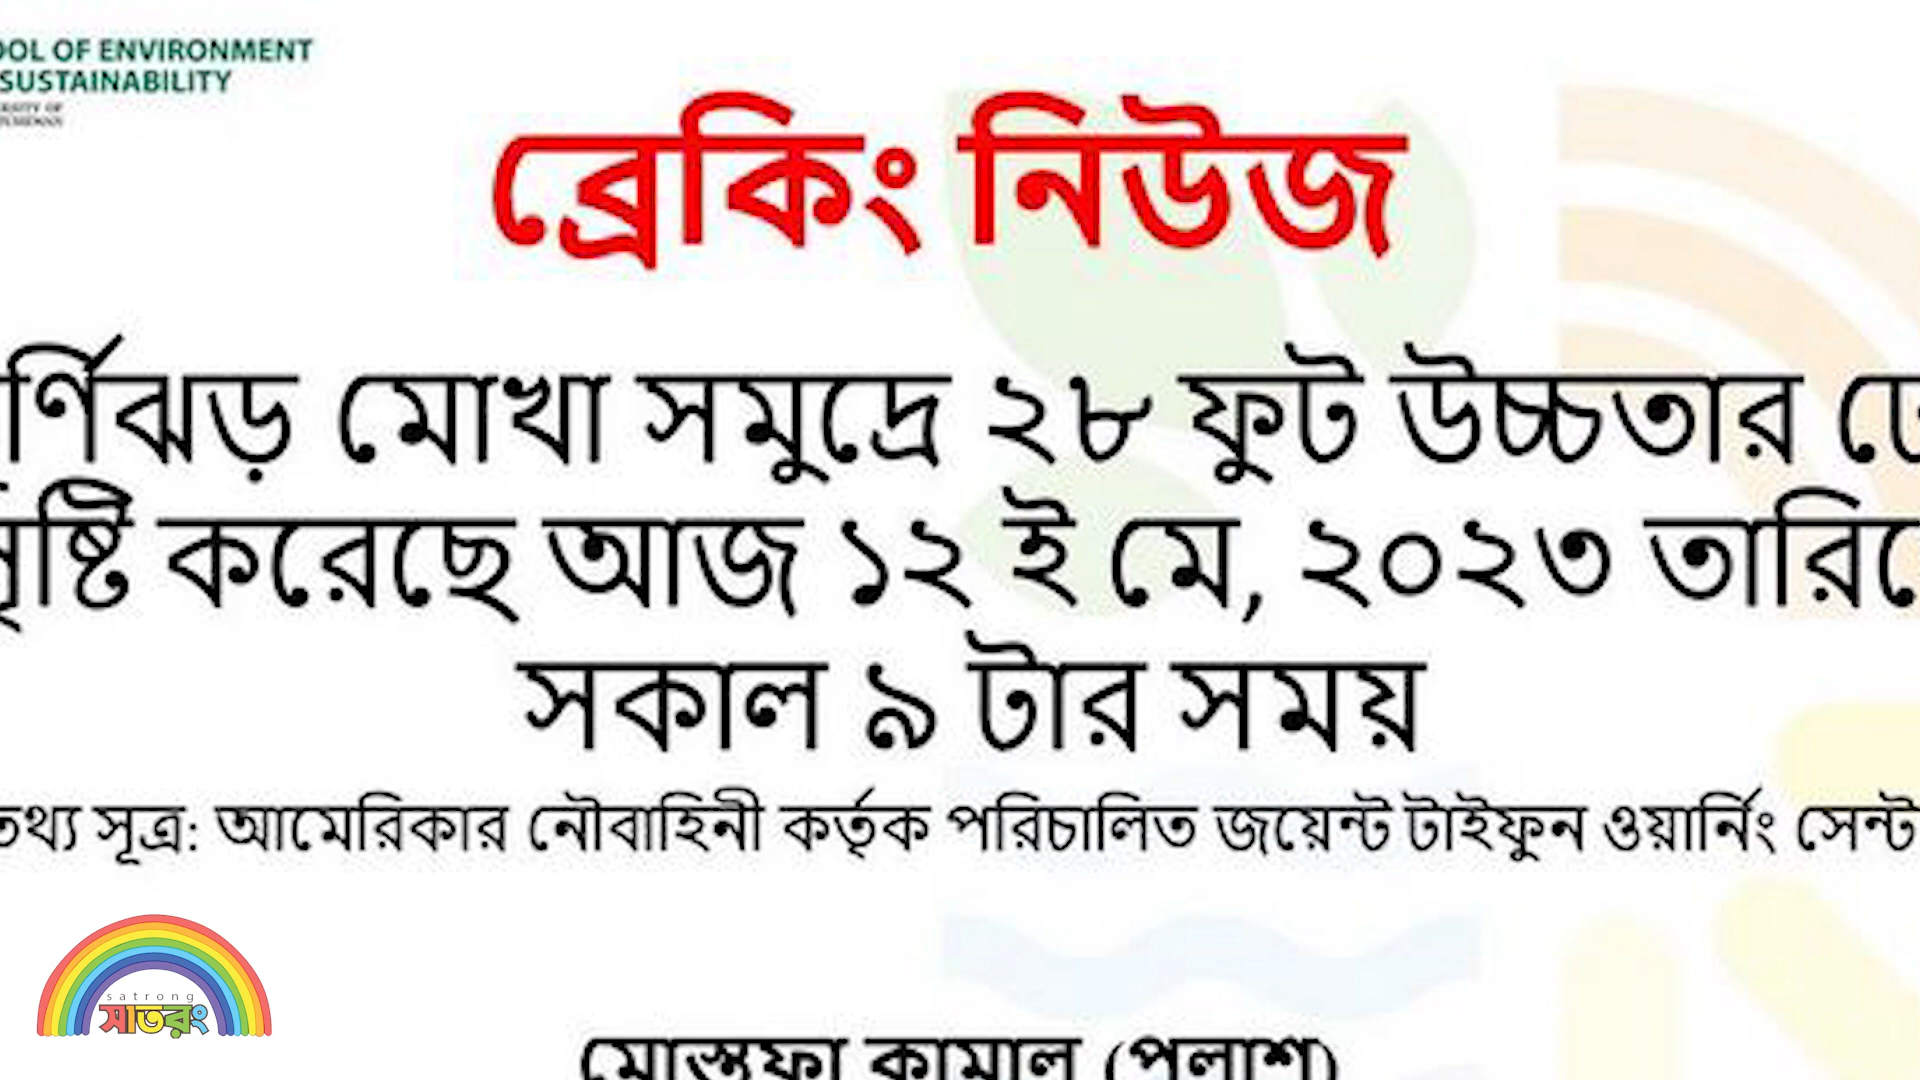 OOL OF ENVIRONMENT
SUSTAINABILITY
ব্রেকিং নিউজ
র্ণিঝড় মোখা সমুদ্রে ২৮ ফুট উচ্চতার ঢে
সৃষ্টি করেছে আজ ১২ ই মে, ২০২৩ তারিখে
সকাল ৯ টার সময়
তথ্য সূত্র: আমেরিকার নৌবাহিনী কর্তৃক পরিচালিত জয়েন্ট টাইফুন ওয়ার্নিং সেন্ট
satrong
সাতরং
মোস্তফা কামাল (পলাশ)